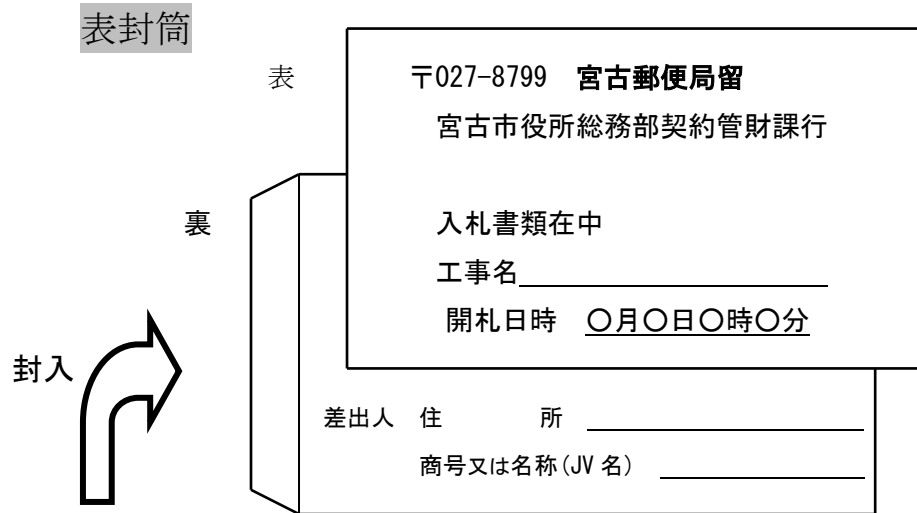 表封筒
表
〒027-8799 宮古郵便局留
宮古市役所総務部契約管財課行
裏
入札書類在中
工事名
開札日時 〇月〇日〇時〇分
封入
差出人 住 所
商号又は名称(JV名)